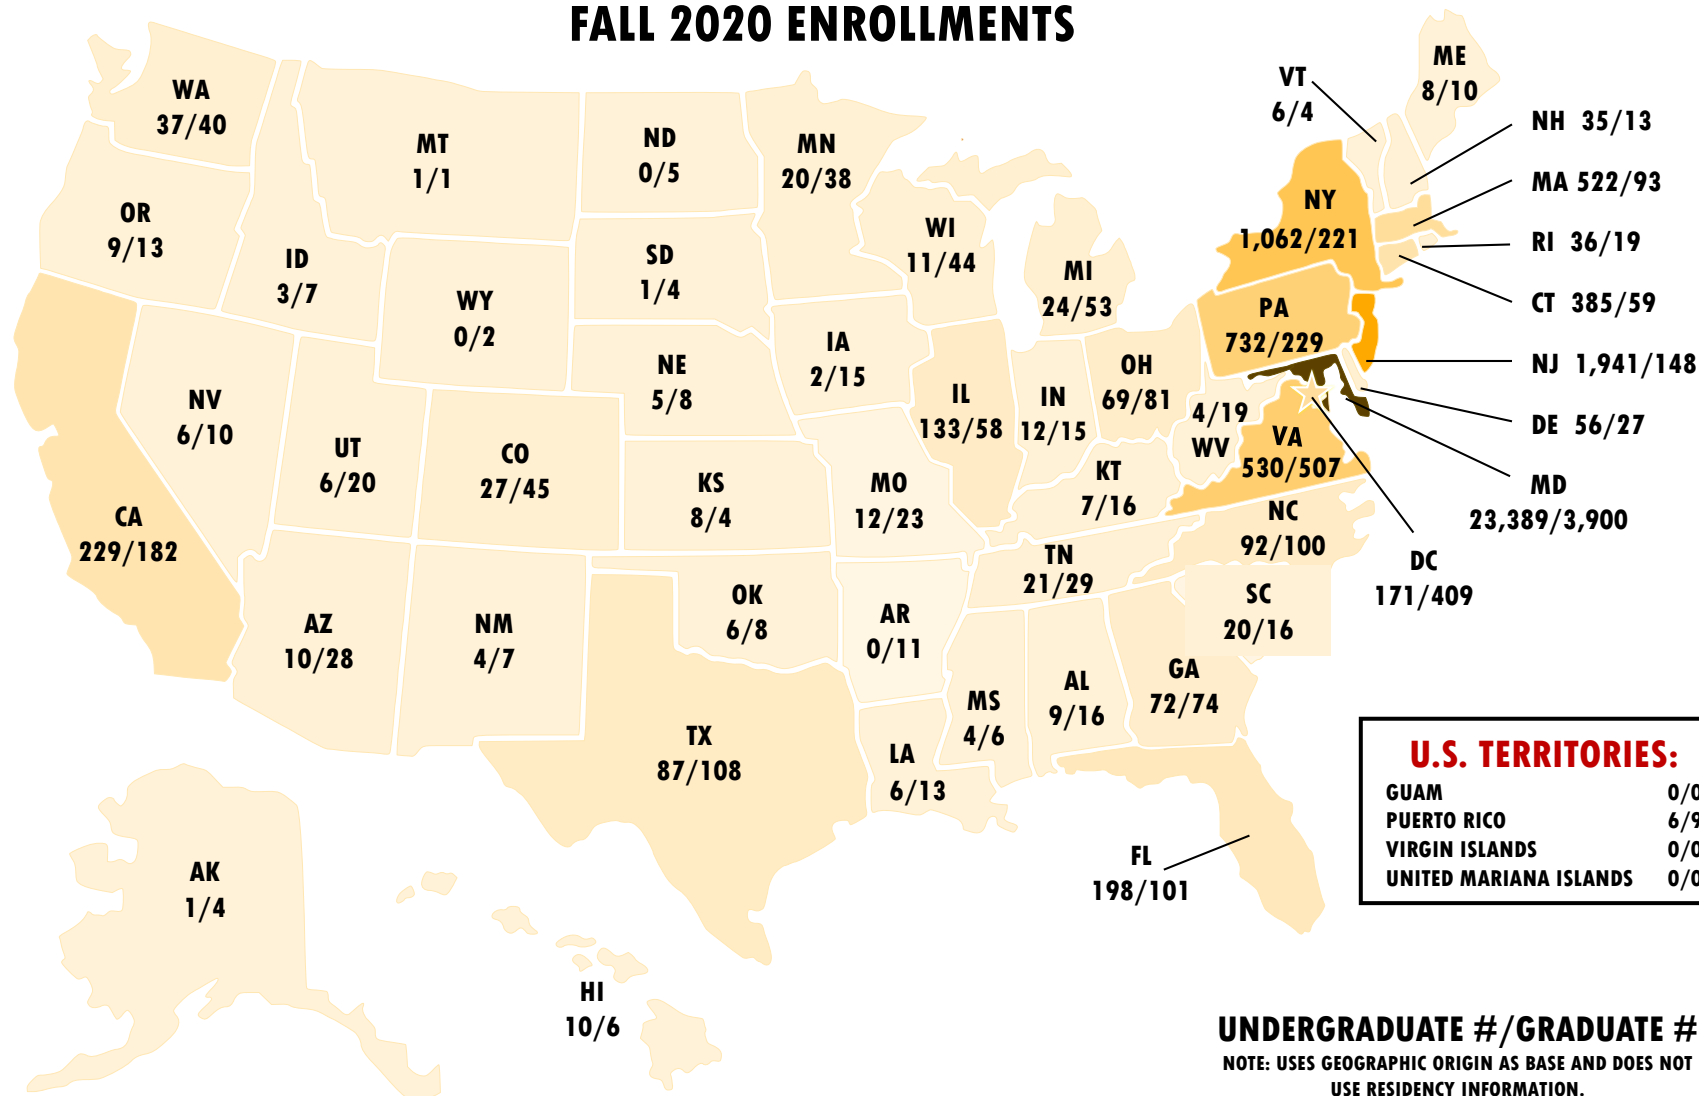 FALL 2020 ENROLLMENTS
WA
37/40
OR
9/13
CA
229/182
ID
3/7
NV
6/10
MT
1/1
WY
0/2
UT
6/20
AZ
10/28
CO
27/45
NM
4/7
ND
0/5
SD
1/4
NE
5/8
KS
8/4
OK
6/8
TX
87/108
MN
20/38
IA
2/15
MO
12/23
AR
0/11
LA
6/13
WI
11/44
IL
133/58
MI
24/53
IN
12/15
OH
69/81
KT
7/16
TN
21/29
MS
4/6
AL
9/16
GA
72/74
FL
198/101
SC
20/16
NC
92/100
4/19
WV
VA
530/507
PA
732/229
NY
1,062/221
VT
6/4
ME
8/10
NH 35/13
MA 522/93
RI 36/19
CT 385/59
NJ 1,941/148
DE 56/27
MD
23,389/3,900
DC
171/409
AK
1/4
HI
10/6
U.S. TERRITORIES:
GUAM 0/0
PUERTO RICO 6/9
VIRGIN ISLANDS 0/0
UNITED MARIANA ISLANDS 0/0
UNDERGRADUATE #/GRADUATE #
NOTE: USES GEOGRAPHIC ORIGIN AS BASE AND DOES NOT
USE RESIDENCY INFORMATION.